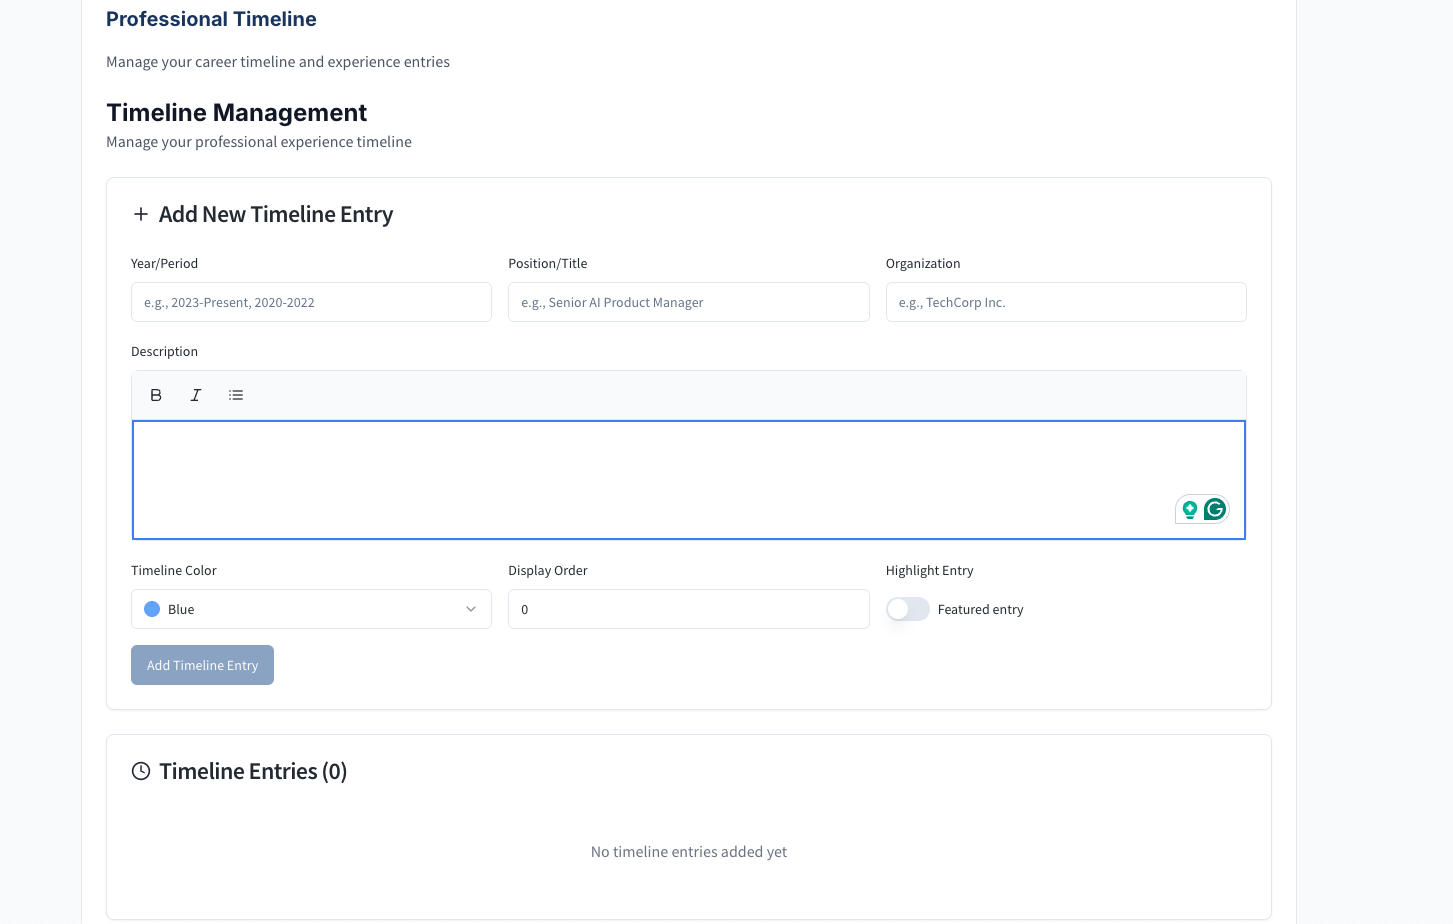 Professional Timeline
Manage your career timeline and experience entries
Timeline Management
Manage your professional experience timeline
Add New Timeline Entry
Year/Period
Position/Title
Organization
e.g., 2023-Present, 2020-2022
e.g., Senior AI Product Manager
e.g., TechCorp Inc.
Description
B I
G
Timeline Color
Display Order
Highlight Entry
Blue
0
Featured entry
Add Timeline Entry
Timeline Entries (0)
No timeline entries added yet